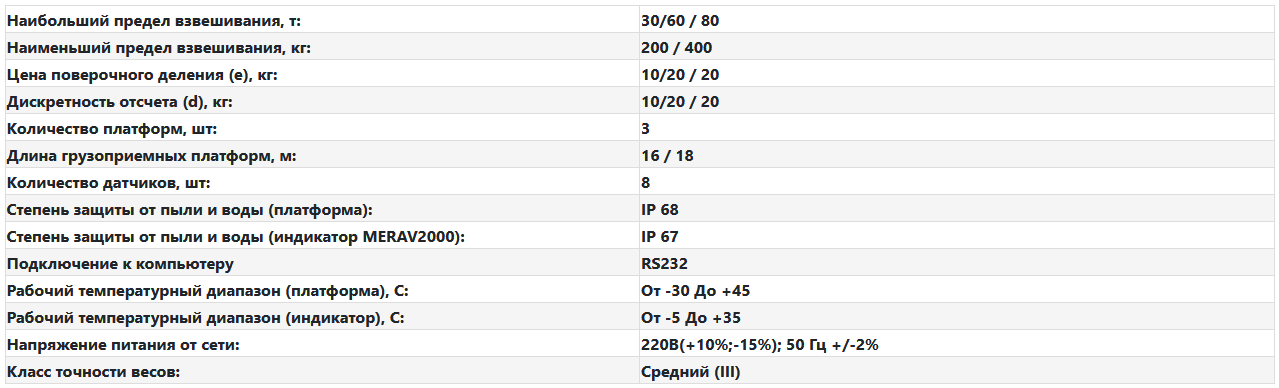 Наибольший предел взвешивания, т: 30/60 / 80
Наименьший предел взвешивания, кг: 200 / 400
Цена поверочного деления (e), кг: 10/20 / 20
Дискретность отсчета (d), кг: 10/20 / 20
Количество платформ, шт: 3
Длина грузоприемных платформ, м: 16 / 18
Количество датчиков, шт: 8
Степень защиты от пыли и воды (платформа): IP 68
Степень защиты от пыли и воды (индикатор MERAV2000): IP 67
Подключение к компьютеру RS232
Рабочий температурный диапазон (платформа), С: От -30 До +45
Рабочий температурный диапазон (индикатор), С: От -5 До +35
Напряжение питания от сети: 220В(+10%;-15%); 50 Гц +/-2%
Класс точности весов: Средний (III)